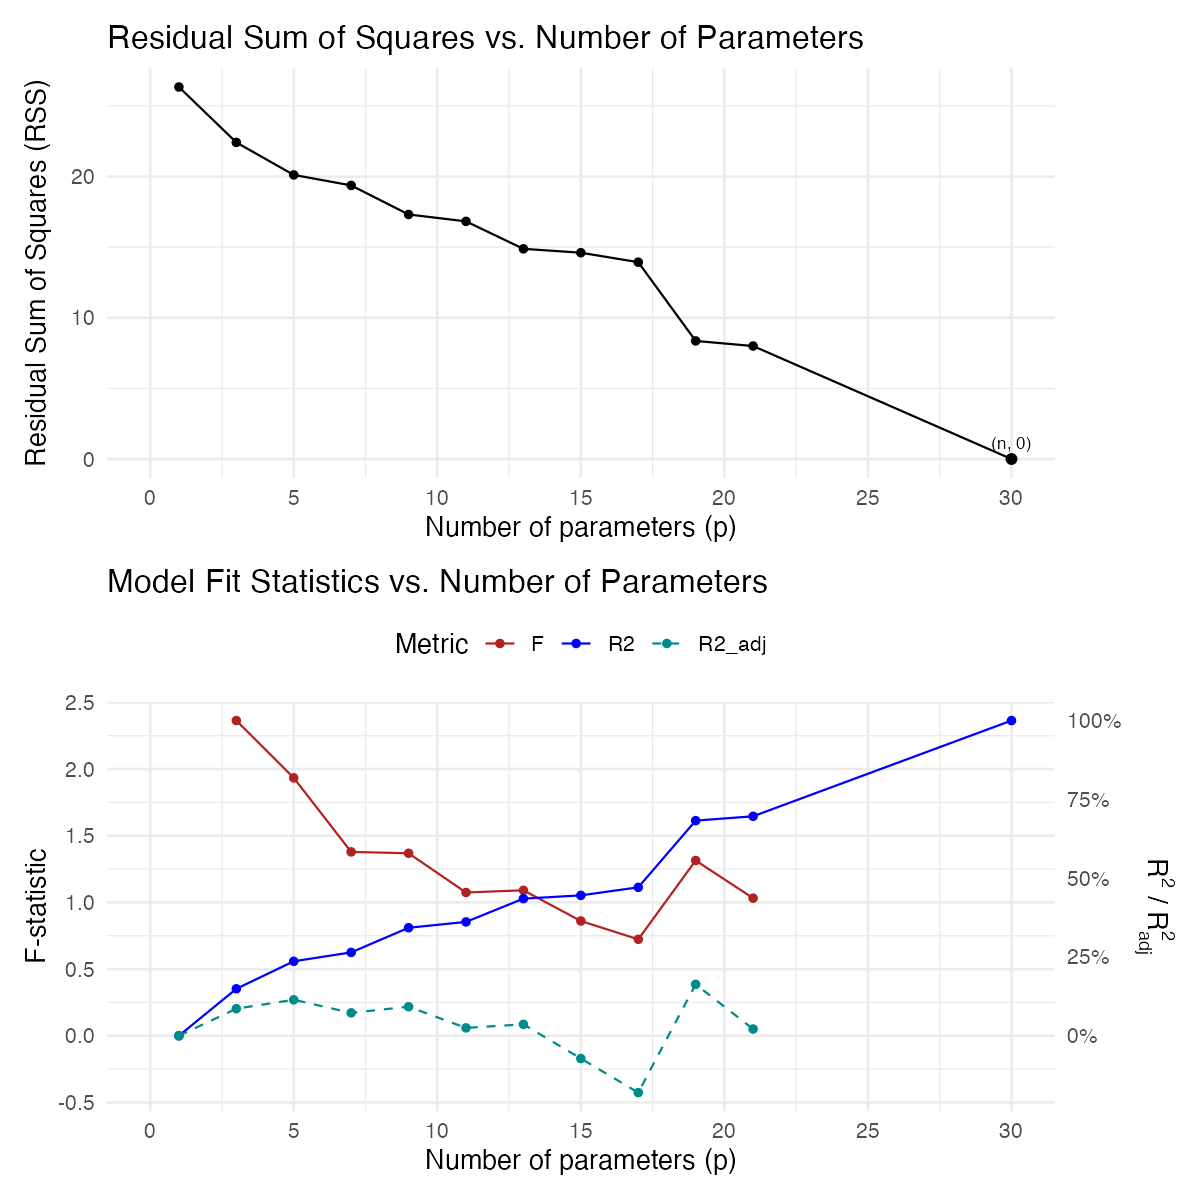 Residual Sum of Squares vs. Number of Parameters
Residual Sum of Squares (RSS)
20
10
0
(n, 0)
0 5 10 15 20 25 30
Number of parameters (p)
Model Fit Statistics vs. Number of Parameters
Metric F R2 R2_adj
F-statistic
2.5
2.0
1.5
1.0
0.5
0.0
-0.5
100%
75%
50%
25%
0%
R² / R²adj
0 5 10 15 20 25 30
Number of parameters (p)